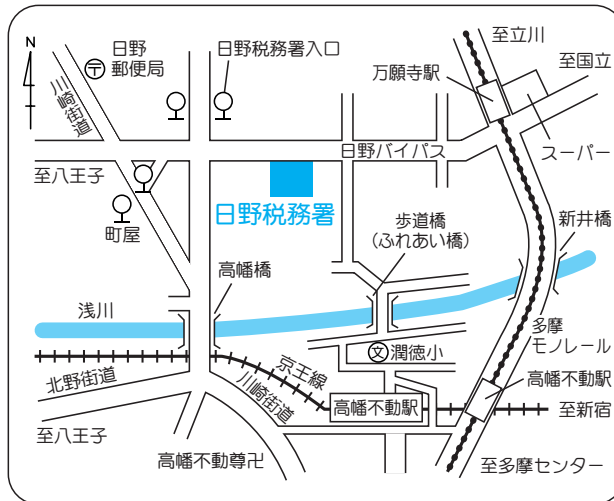 N
日野
郵便局
日野税務署入口
至立川
至国立
万願寺駅
川崎街道
スーパー
日野バイパス
至八王子
日野税務署
町屋
歩道橋
(ふれあい橋)
新井橋
高幡橋
浅川
多摩
モノレール
文
潤徳小
京王線
北野街道
川崎街道
高幡不動駅
高幡不動駅
至新宿
至八王子
高幡不動尊卍
至多摩センター